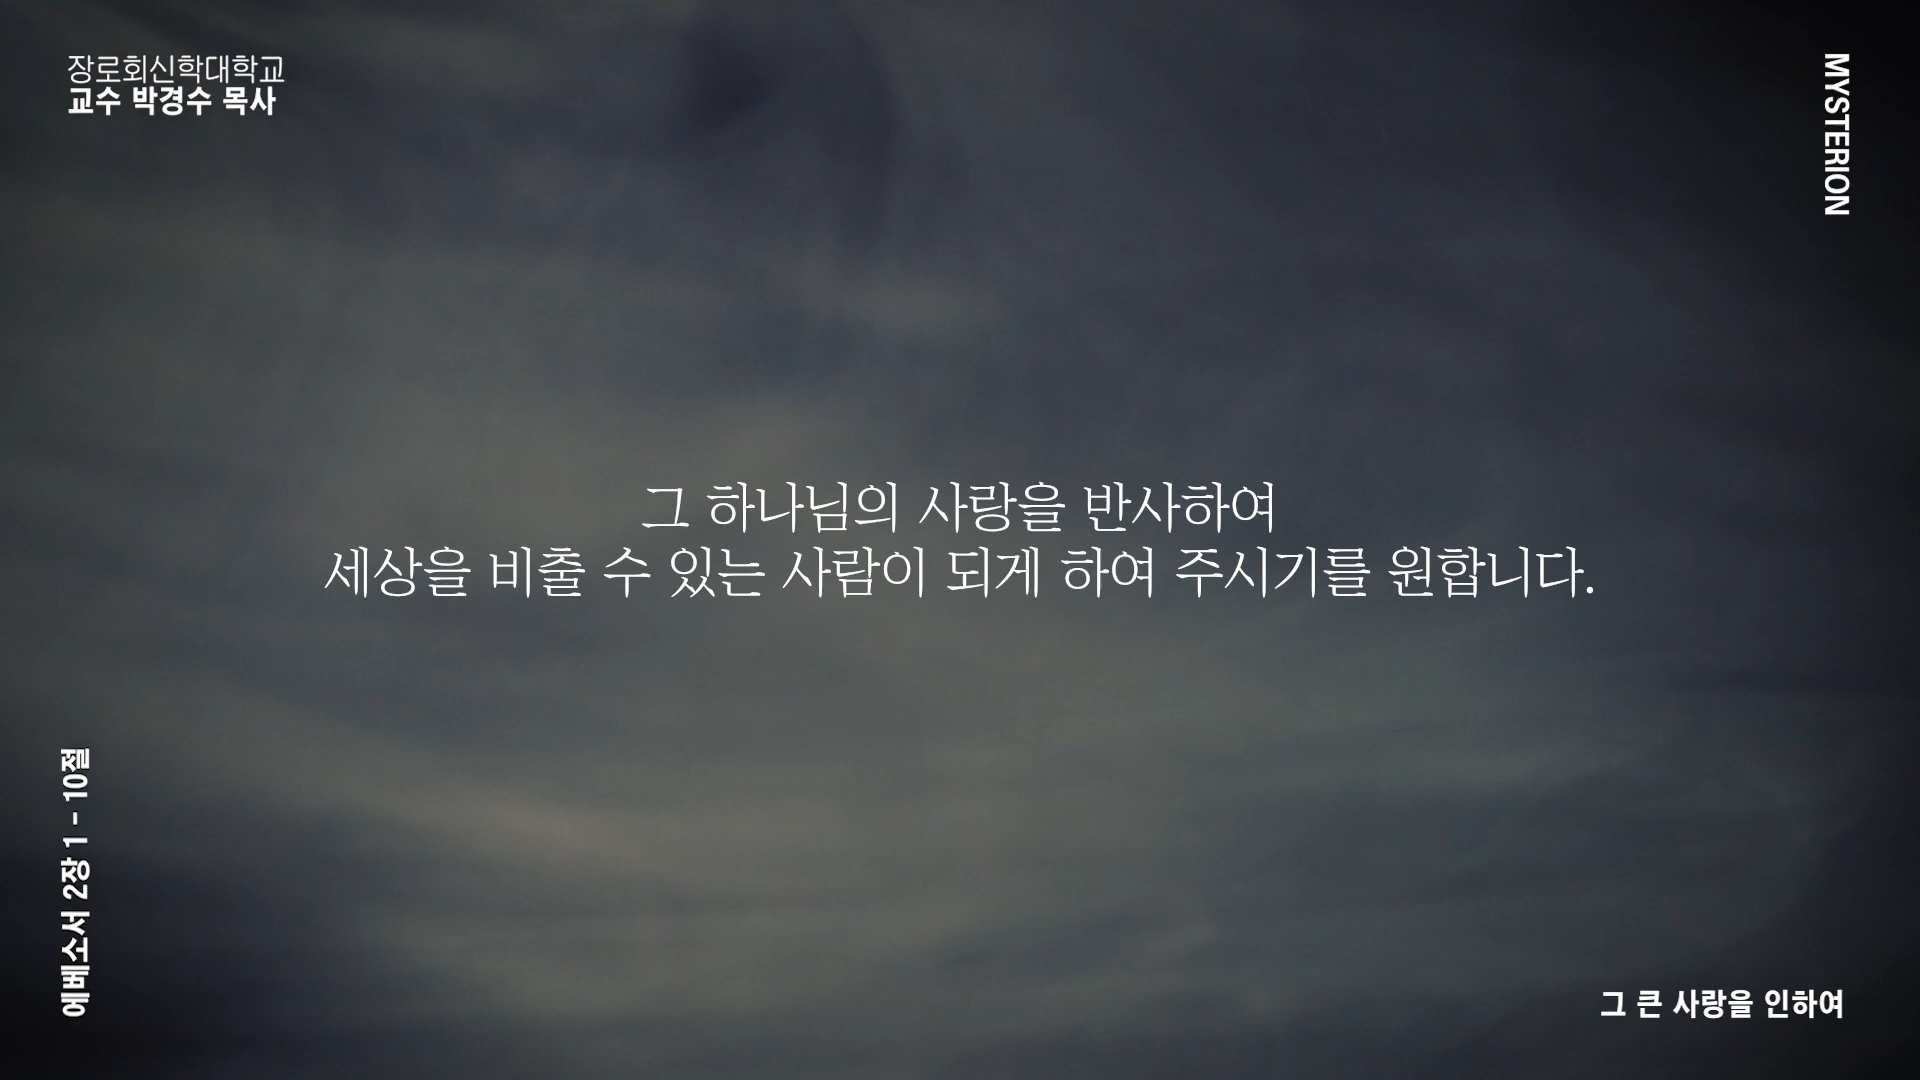 장로회신학대학교
교수 박경수 목사
MYSTERION
그 하나님의 사랑을 반사하여
세상을 비출 수 있는 사람이 되게 하여 주시기를 원합니다.
에베소서 2장 1 - 10절
그 큰 사랑을 인하여